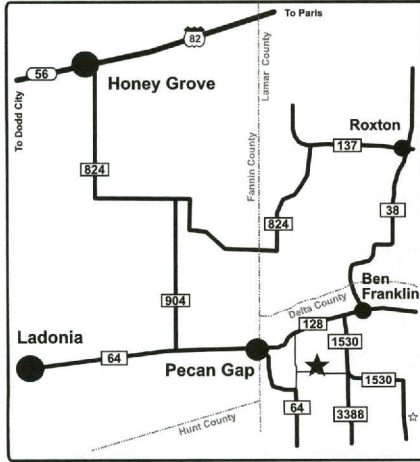 To Paris
82
56
Honey Grove
To Dodd City
Lamar County
Fannin County
Roxton
137
824
38
824
904
Ben
Franklin
Delta County
128
Ladonia
64
Pecan Gap
1530
1530
64
3388
Hunt County